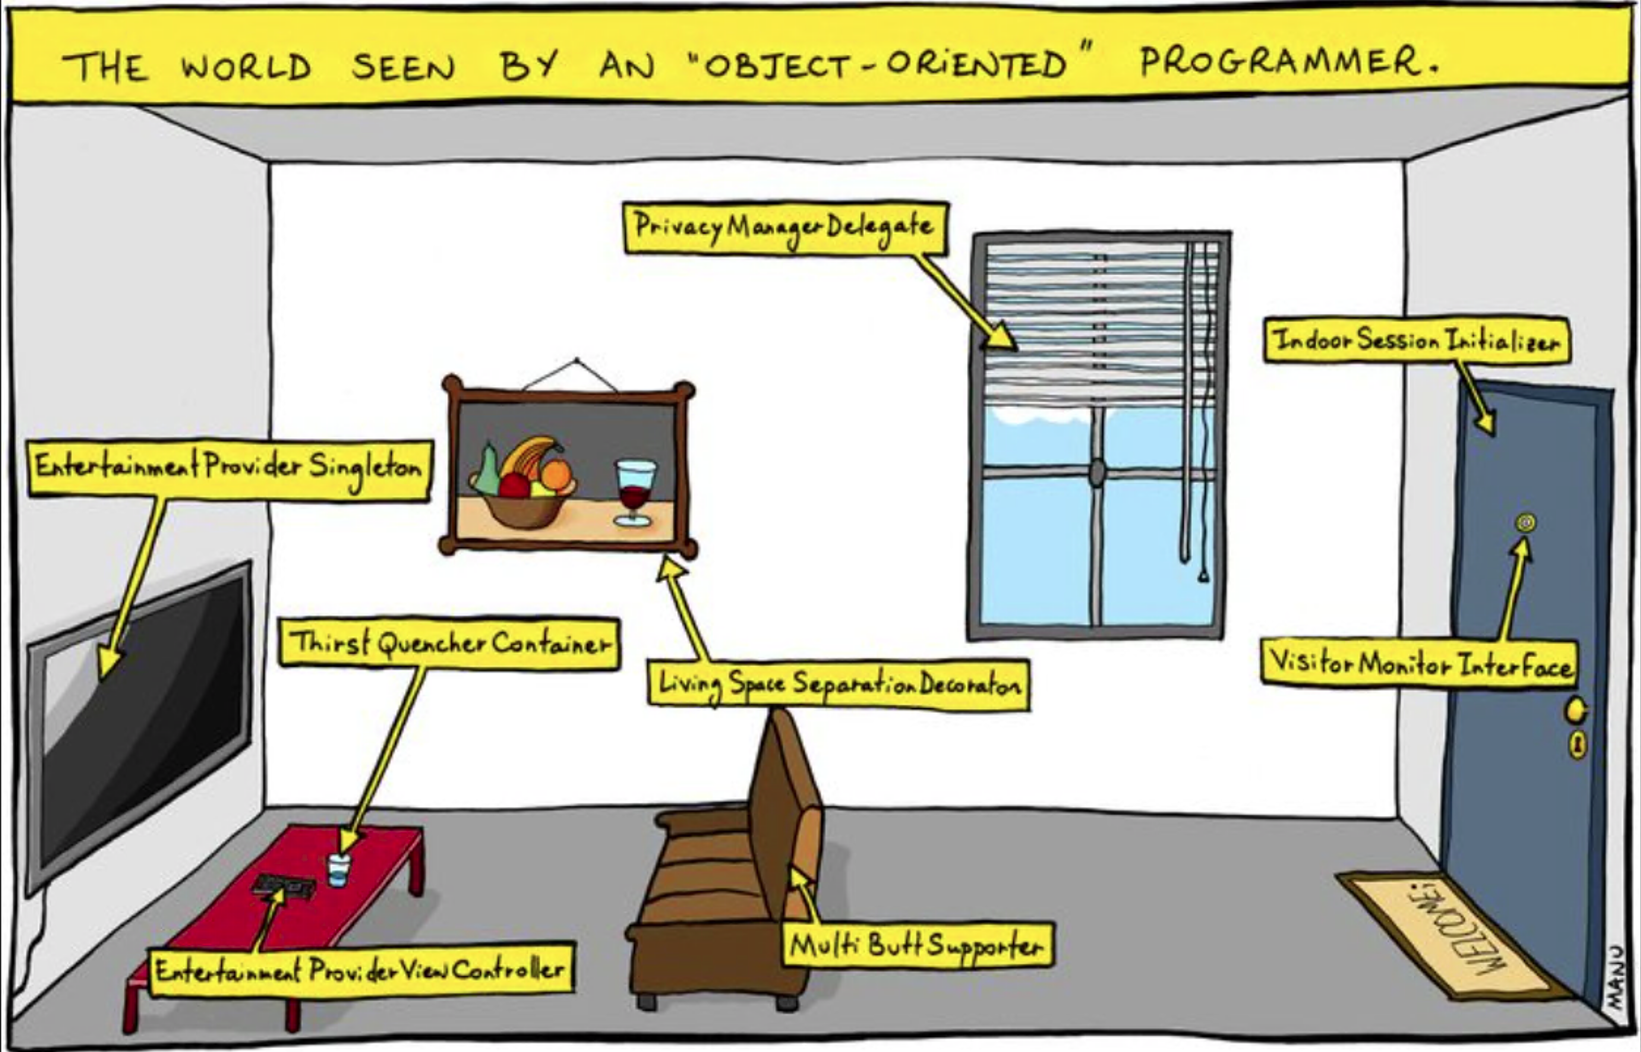 THE WORLD SEEN BY AN "OBJECT-ORIENTED" PROGRAMMER.
PrivacyManagerDelegate
IndoorSessionInitializer
EntertainmentProviderSingleton
ThirstQuencherContainer
LivingSpaceSeparationDecorator
VisitorMonitorInterface
EntertainmentProviderViewController
MultiButtSupporter
WELCOME!
MANU